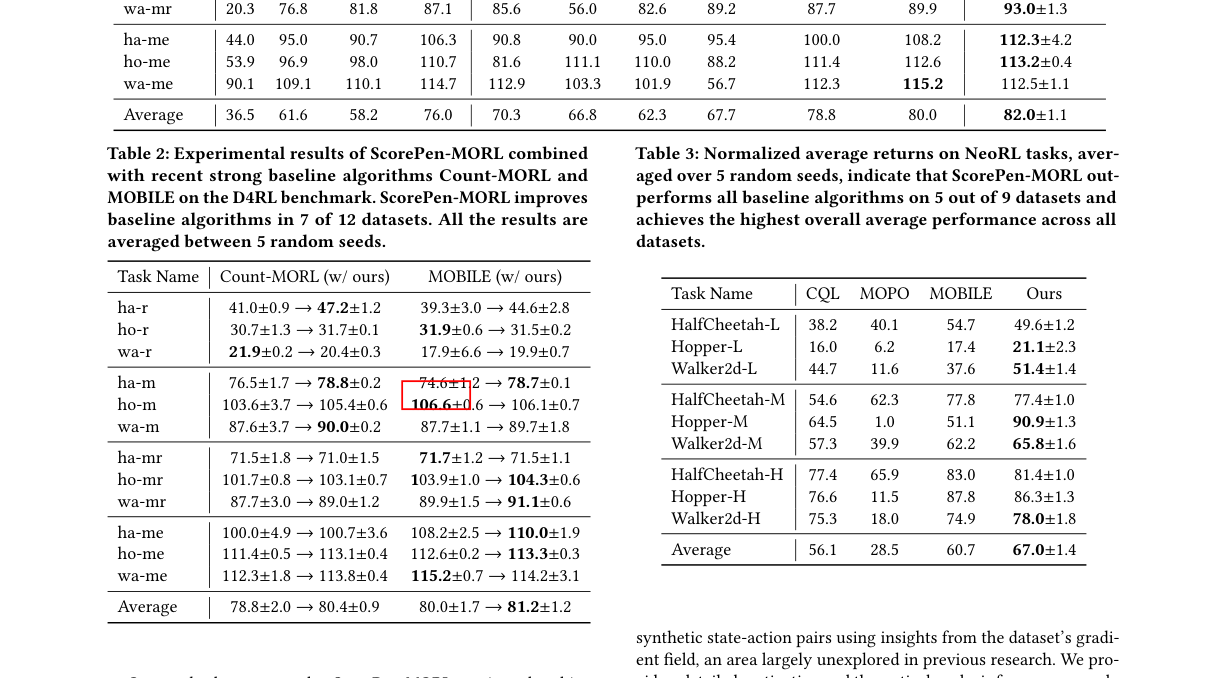 wa-mr 20.3 76.8 81.8 87.1 85.6 56.0 82.6 89.2 87.7 89.9 93.0±1.3
ha-me 44.0 95.0 90.7 106.3 90.8 90.0 95.0 95.4 100.0 108.2 112.3±4.2
ho-me 53.9 96.9 98.0 110.7 81.6 111.1 110.0 88.2 111.4 112.6 113.2±0.4
wa-me 90.1 109.1 110.1 114.7 112.9 103.3 101.9 56.7 112.3 115.2 112.5±1.1
Average 36.5 61.6 58.2 76.0 70.3 66.8 62.3 67.7 78.8 80.0 82.0±1.1
Table 2: Experimental results of ScorePen-MORL combined
with recent strong baseline algorithms Count-MORL and
MOBILE on the D4RL benchmark. ScorePen-MORL improves
baseline algorithms in 7 of 12 datasets. All the results are
averaged between 5 random seeds.
Task Name Count-MORL (w/ ours) MOBILE (w/ ours)
ha-r 41.0±0.9 → 47.2±1.2 39.3±3.0 → 44.6±2.8
ho-r 30.7±1.3 → 31.7±0.1 31.9±0.6 → 31.5±0.2
wa-r 21.9±0.2 → 20.4±0.3 17.9±6.6 → 19.9±0.7
ha-m 76.5±1.7 → 78.8±0.2 74.6±1.2 → 78.7±0.1
ho-m 103.6±3.7 → 105.4±0.6 106.6±0.6 → 106.1±0.7
wa-m 87.6±3.7 → 90.0±0.2 87.7±1.1 → 89.7±1.8
ha-mr 71.5±1.8 → 71.0±1.5 71.7±1.2 → 71.5±1.1
ho-mr 101.7±0.8 → 103.1±0.7 103.9±1.0 → 104.3±0.6
wa-mr 87.7±3.0 → 89.0±1.2 89.9±1.5 → 91.1±0.6
ha-me 100.0±4.9 → 100.7±3.6 108.2±2.5 → 110.0±1.9
ho-me 111.4±0.5 → 113.1±0.4 112.6±0.2 → 113.3±0.3
wa-me 112.3±1.8 → 113.8±0.4 115.2±0.7 → 114.2±3.1
Average 78.8±2.0 → 80.4±0.9 80.0±1.7 → 81.2±1.2
Table 3: Normalized average returns on NeoRL tasks, aver-
aged over 5 random seeds, indicate that ScorePen-MORL out-
performs all baseline algorithms on 5 out of 9 datasets and
achieves the highest overall average performance across all
datasets.
Task Name CQL MOPO MOBILE Ours
HalfCheetah-L 38.2 40.1 54.7 49.6±1.2
Hopper-L 16.0 6.2 17.4 21.1±2.3
Walker2d-L 44.7 11.6 37.6 51.4±1.4
HalfCheetah-M 54.6 62.3 77.8 77.4±1.0
Hopper-M 64.5 1.0 51.1 90.9±1.3
Walker2d-M 57.3 39.9 62.2 65.8±1.6
HalfCheetah-H 77.4 65.9 83.0 81.4±1.0
Hopper-H 76.6 11.5 87.8 86.3±1.3
Walker2d-H 75.3 18.0 74.9 78.0±1.8
Average 56.1 28.5 60.7 67.0±1.4
synthetic state-action pairs using insights from the dataset's gradi-
ent field, an area largely unexplored in previous research. We pro-